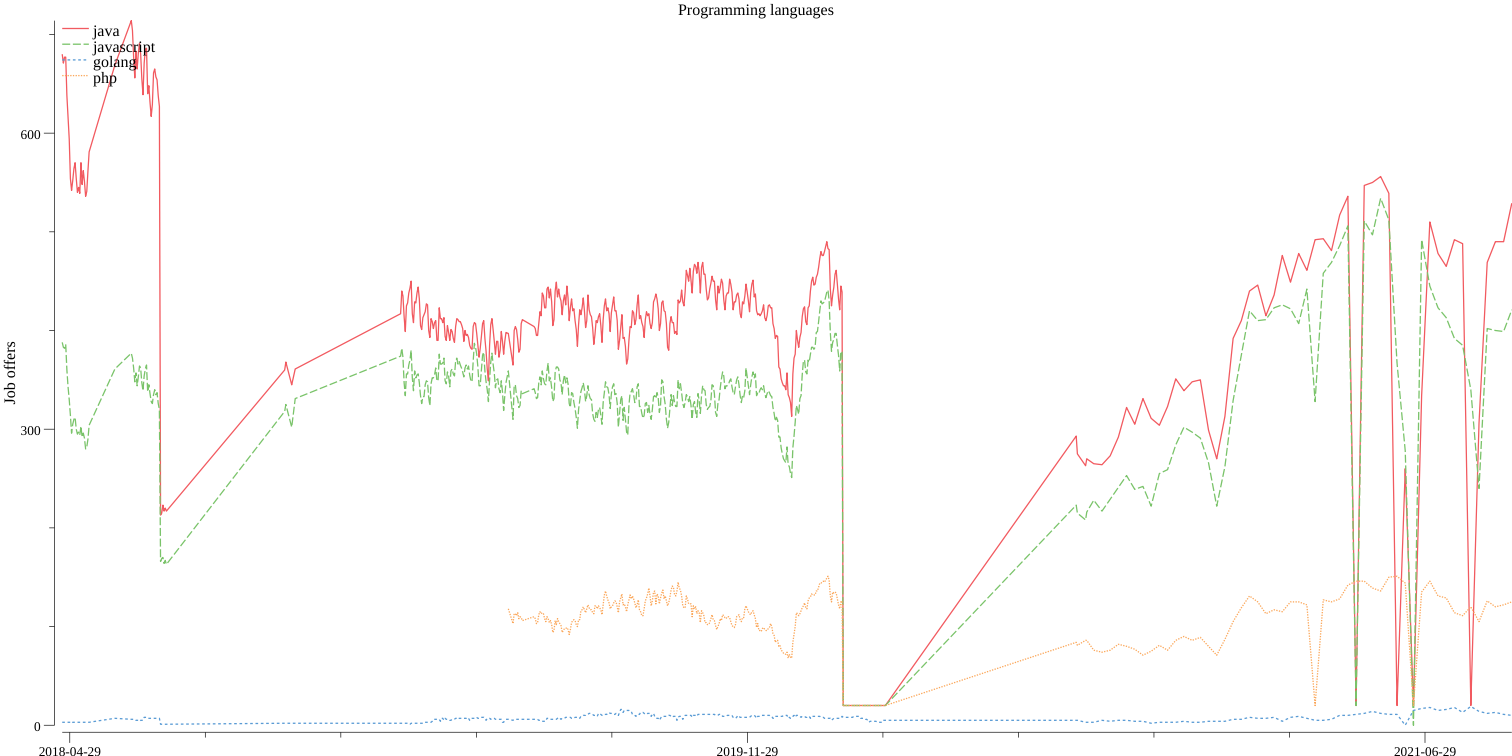 Programming languages
java
javascript
golang
php
600
300
0
Job offers
2018-04-29
2019-11-29
2021-06-29